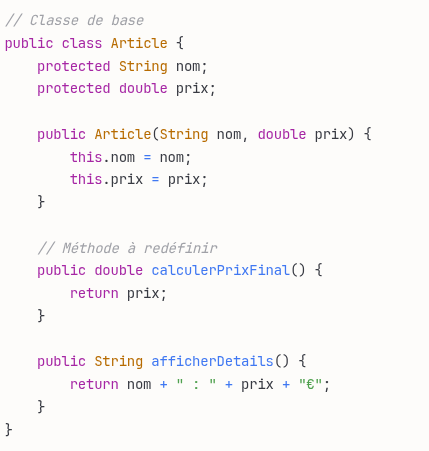 // Classe de base
public class Article {
    protected String nom;
    protected double prix;

    public Article(String nom, double prix) {
        this.nom = nom;
        this.prix = prix;
    }

    // Méthode à redéfinir
    public double calculerPrixFinal() {
        return prix;
    }

    public String afficherDetails() {
        return nom + " : " + prix + "€";
    }
}